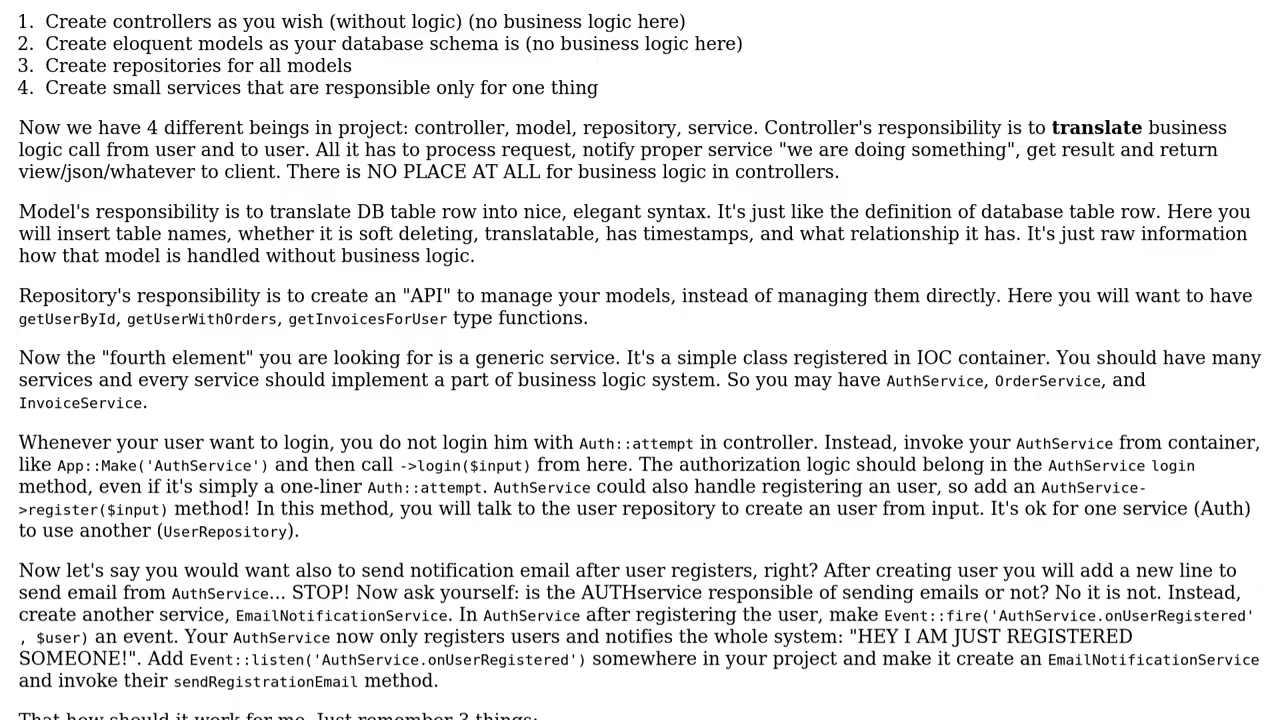 1. Create controllers as you wish (without logic) (no business logic here)
2. Create eloquent models as your database schema is (no business logic here)
3. Create repositories for all models
4. Create small services that are responsible only for one thing
Now we have 4 different beings in project: controller, model, repository, service. Controller's responsibility is to translate business
logic call from user and to user. All it has to process request, notify proper service "we are doing something", get result and return
view/json/whatever to client. There is NO PLACE AT ALL for business logic in controllers.
Model's responsibility is to translate DB table row into nice, elegant syntax. It's just like the definition of database table row. Here you
will insert table names, whether it is soft deleting, translatable, has timestamps, and what relationship it has. It's just raw information
how that model is handled without business logic.
Repository's responsibility is to create an "API" to manage your models, instead of managing them directly. Here you will want to have
getUserById, getUserWithOrders, getInvoicesForUser type functions.
Now the "fourth element" you are looking for is a generic service. It's a simple class registered in IOC container. You should have many
services and every service should implement a part of business logic system. So you may have AuthService, OrderService, and
InvoiceService.
Whenever your user want to login, you do not login him with Auth::attempt in controller. Instead, invoke your AuthService from container,
like App::Make('AuthService') and then call ->login($input) from here. The authorization logic should belong in the AuthService login
method, even if it's simply a one-liner Auth::attempt. AuthService could also handle registering an user, so add an AuthService-
>register($input) method! In this method, you will talk to the user repository to create an user from input. It's ok for one service (Auth)
to use another (UserRepository).
Now let's say you would want also to send notification email after user registers, right? After creating user you will add a new line to
send email from AuthService... STOP! Now ask yourself: is the AUTHservice responsible of sending emails or not? No it is not. Instead,
create another service, EmailNotificationService. In AuthService after registering the user, make Event::fire('AuthService.onUserRegistered'
, $user) an event. Your AuthService now only registers users and notifies the whole system: "HEY I AM JUST REGISTERED
SOMEONE!". Add Event::listen('AuthService.onUserRegistered') somewhere in your project and make it create an EmailNotificationService
and invoke their sendRegistrationEmail method.
That how should it work for me. Just remember 3 things: